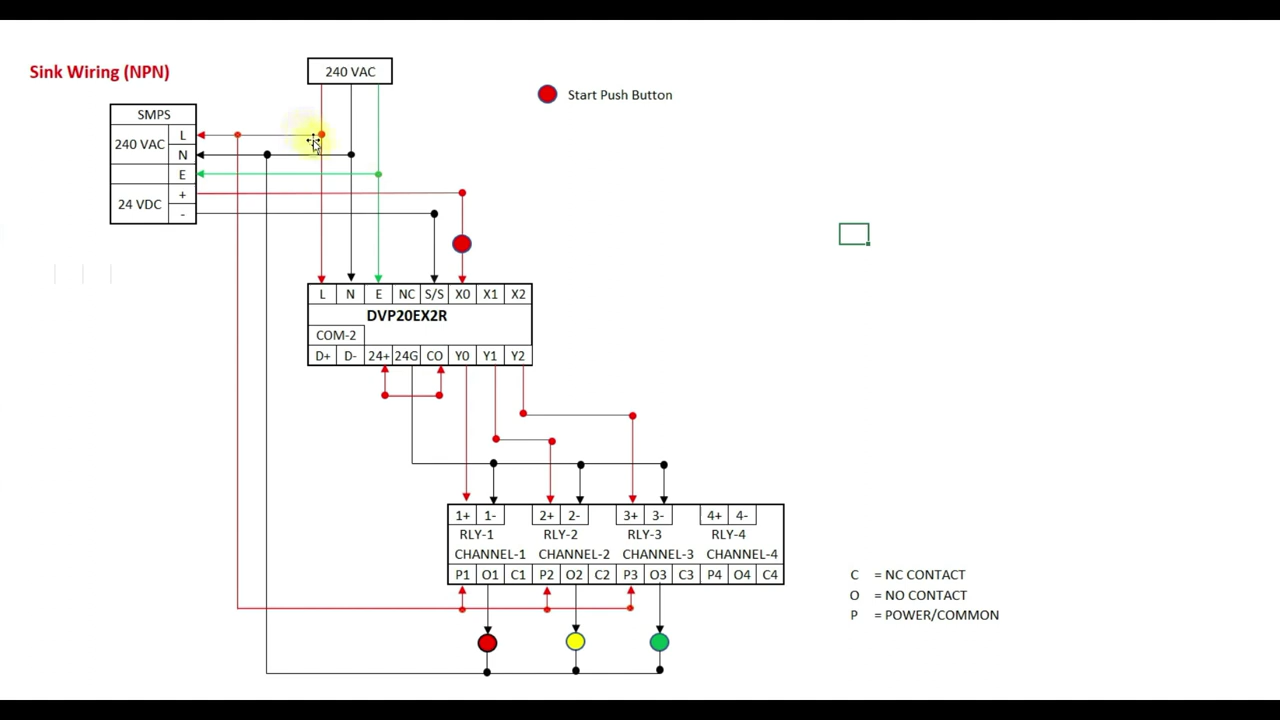 240 VAC
Sink Wiring (NPN)
Start Push Button
SMPS
240 VAC L
N
E
24 VDC +
-
L N E NC S/S X0 X1 X2
DVP20EX2R
COM-2
D+ D- 24+ 24G CO Y0 Y1 Y2
1+ 1- 2+ 2- 3+ 3- 4+ 4-
RLY-1 RLY-2 RLY-3 RLY-4
CHANNEL-1 CHANNEL-2 CHANNEL-3 CHANNEL-4
P1 O1 C1 P2 O2 C2 P3 O3 C3 P4 O4 C4
C = NC CONTACT
O = NO CONTACT
P = POWER/COMMON